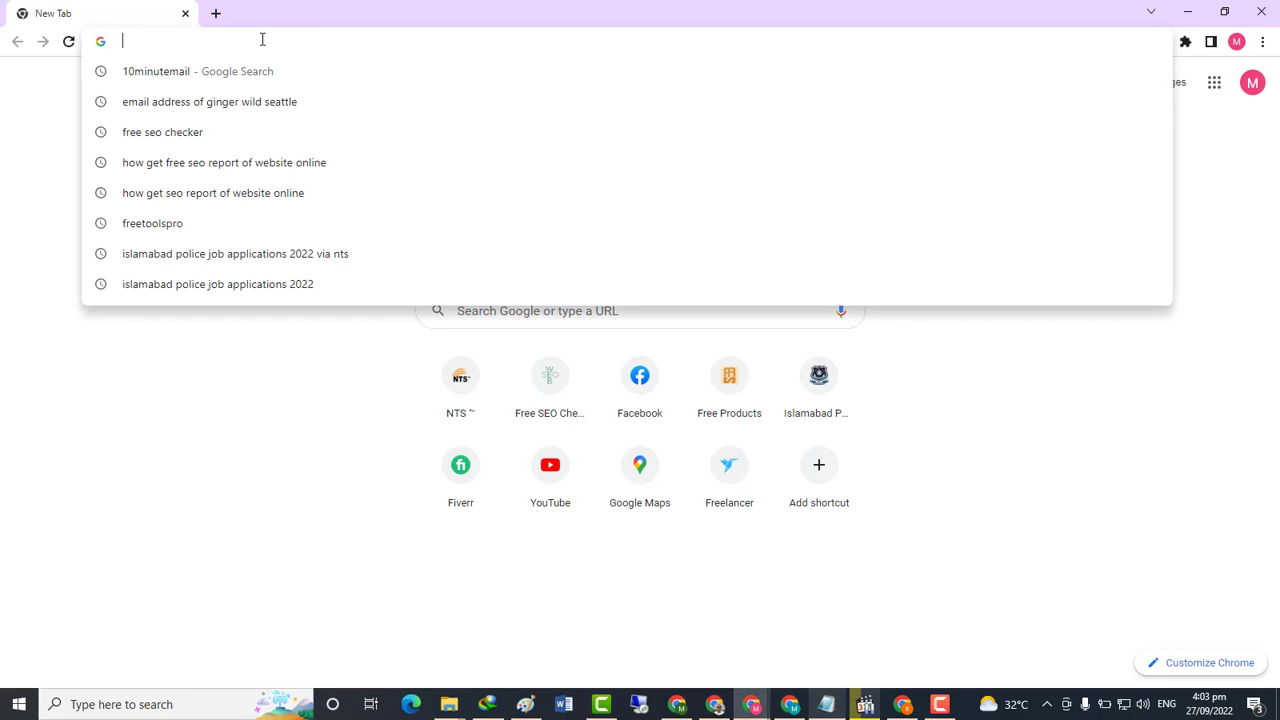 New Tab
10minutemail - Google Search
email address of ginger wild seattle
free seo checker
how get free seo report of website online
how get seo report of website online
freetoolspro
islamabad police job applications 2022 via nts
islamabad police job applications 2022
M
M
Search Google or type a URL
NTS
NTS ™
Free SEO Che...
Facebook
Free Products
Islamabad P...
Fiverr
YouTube
Google Maps
Freelancer
Add shortcut
Customize Chrome
Type here to search
32°C
ENG
4:03 pm
27/09/2022